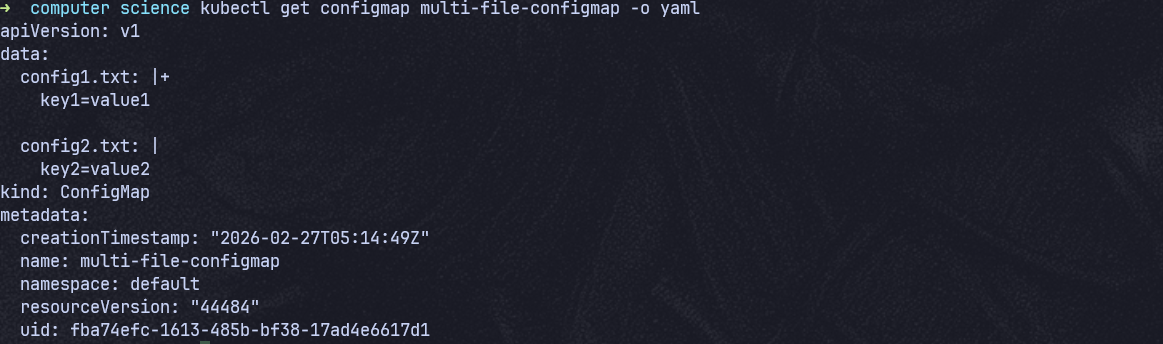 → computer science kubectl get configmap multi-file-configmap -o yaml
apiVersion: v1
data:
  config1.txt: |+
    key1=value1

  config2.txt: |
    key2=value2
kind: ConfigMap
metadata:
  creationTimestamp: "2026-02-27T05:14:49Z"
  name: multi-file-configmap
  namespace: default
  resourceVersion: "44484"
  uid: fba74efc-1613-485b-bf38-17ad4e6617d1